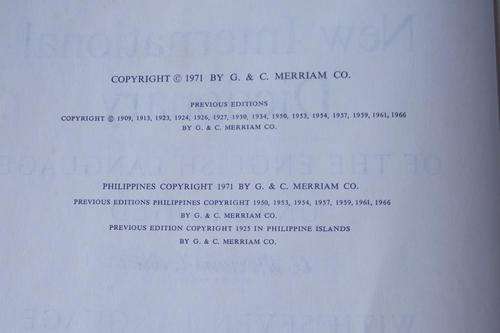 COPYRIGHT © 1971 BY G. & C. MERRIAM CO.
PREVIOUS EDITIONS
COPYRIGHT © 1909, 1913, 1923, 1924, 1926, 1927, 1930, 1934, 1950, 1953, 1954, 1957, 1959, 1961, 1966
BY G. & C. MERRIAM CO.
PHILIPPINES COPYRIGHT 1971 BY G. & C. MERRIAM CO.
PREVIOUS EDITIONS PHILIPPINES COPYRIGHT 1950, 1953, 1954, 1957, 1959, 1961, 1966
BY G. & C. MERRIAM CO.
PREVIOUS EDITION COPYRIGHT 1925 IN PHILIPPINE ISLANDS
BY G. & C. MERRIAM CO.